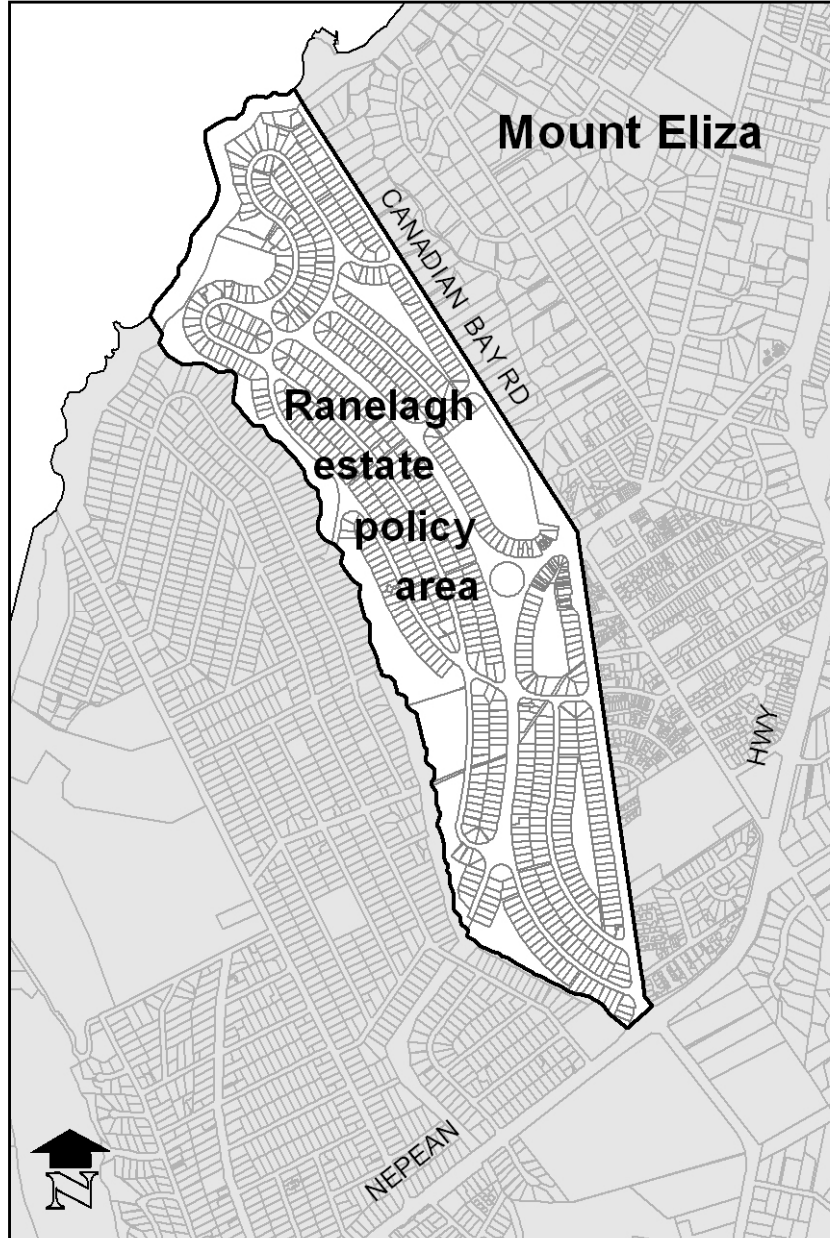 Mount Eliza
CANADIAN BAY RD
Ranelagh
estate
policy
area
HWY
NEPEAN
N